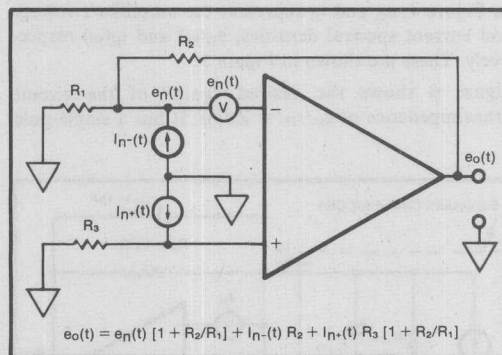 R₂
R₁ eₙ(t) eₙ(t)
V −
Iₙ-(t)
eₒ(t)
Iₙ+(t)
R₃
+
eₒ(t) = eₙ(t) [1 + R₂/R₁] + Iₙ-(t) R₂ + Iₙ+(t) R₃ [1 + R₂/R₁]